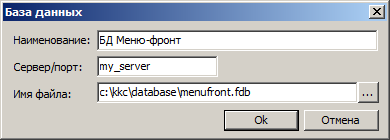 База данных
Наименование: БД Меню-фронт
Сервер/порт: my_server
Имя файла: c:\kkc\database\menufront.fdb ...
Ok Отмена